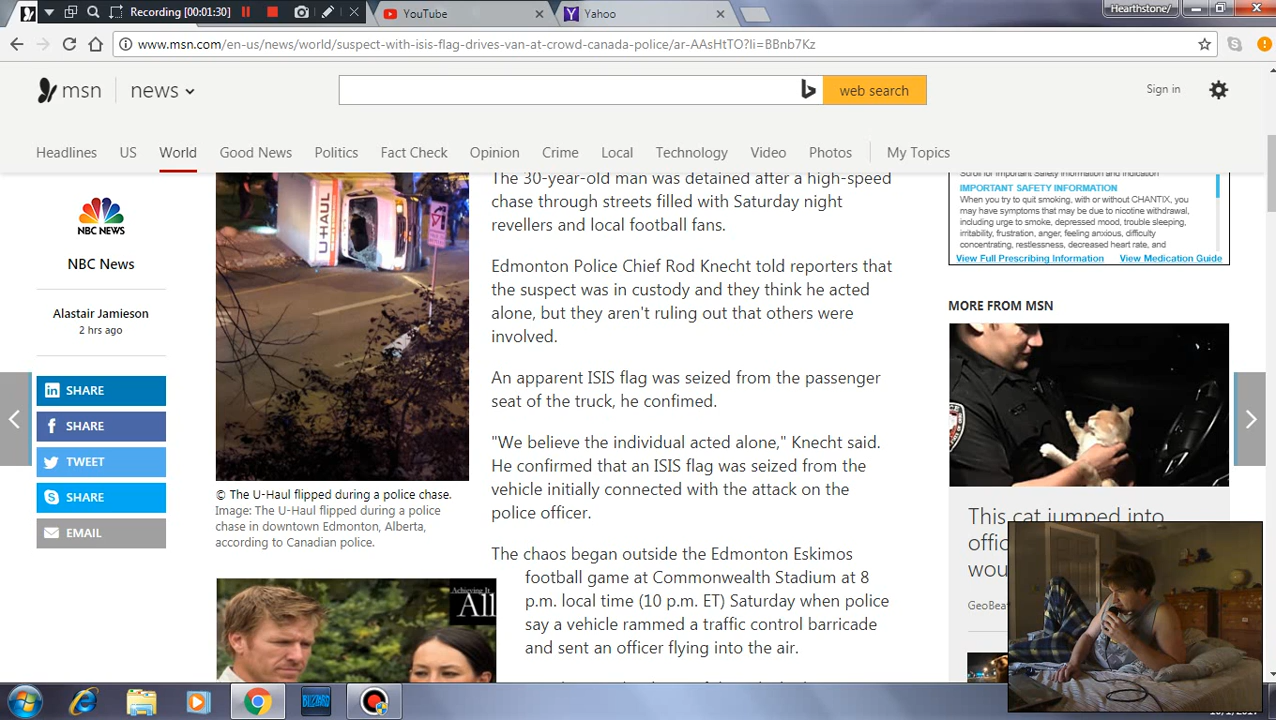 Recording [00:01:30]
YouTube
Yahoo
Hearthstone/
www.msn.com/en-us/news/world/suspect-with-isis-flag-drives-van-at-crowd-canada-police/ar-AAsHtTO?li=BBnb7Kz
msn news
web search
Sign in
Headlines US World Good News Politics Fact Check Opinion Crime Local Technology Video Photos My Topics
NBC NEWS
NBC News
Alastair Jamieson
2 hrs ago
SHARE
SHARE
TWEET
SHARE
EMAIL
U-HAUL
© The U-Haul flipped during a police chase.
Image: The U-Haul flipped during a police
chase in downtown Edmonton, Alberta,
according to Canadian police.
Achieving It
All
The 30-year-old man was detained after a high-speed
chase through streets filled with Saturday night
revellers and local football fans.
Edmonton Police Chief Rod Knecht told reporters that
the suspect was in custody and they think he acted
alone, but they aren't ruling out that others were
involved.
An apparent ISIS flag was seized from the passenger
seat of the truck, he confimed.
"We believe the individual acted alone," Knecht said.
He confirmed that an ISIS flag was seized from the
vehicle initially connected with the attack on the
police officer.
The chaos began outside the Edmonton Eskimos
football game at Commonwealth Stadium at 8
p.m. local time (10 p.m. ET) Saturday when police
say a vehicle rammed a traffic control barricade
and sent an officer flying into the air.
Scroll for Important Safety Information and Indication
IMPORTANT SAFETY INFORMATION
When you try to quit smoking, with or without CHANTIX, you
may have symptoms that may be due to nicotine withdrawal,
including urge to smoke, depressed mood, trouble sleeping,
irritability, frustration, anger, feeling anxious, difficulty
concentrating, restlessness, decreased heart rate, and
View Full Prescribing Information View Medication Guide
MORE FROM MSN
This cat jumped into
offic
wou
GeoBea
BLIZZARD